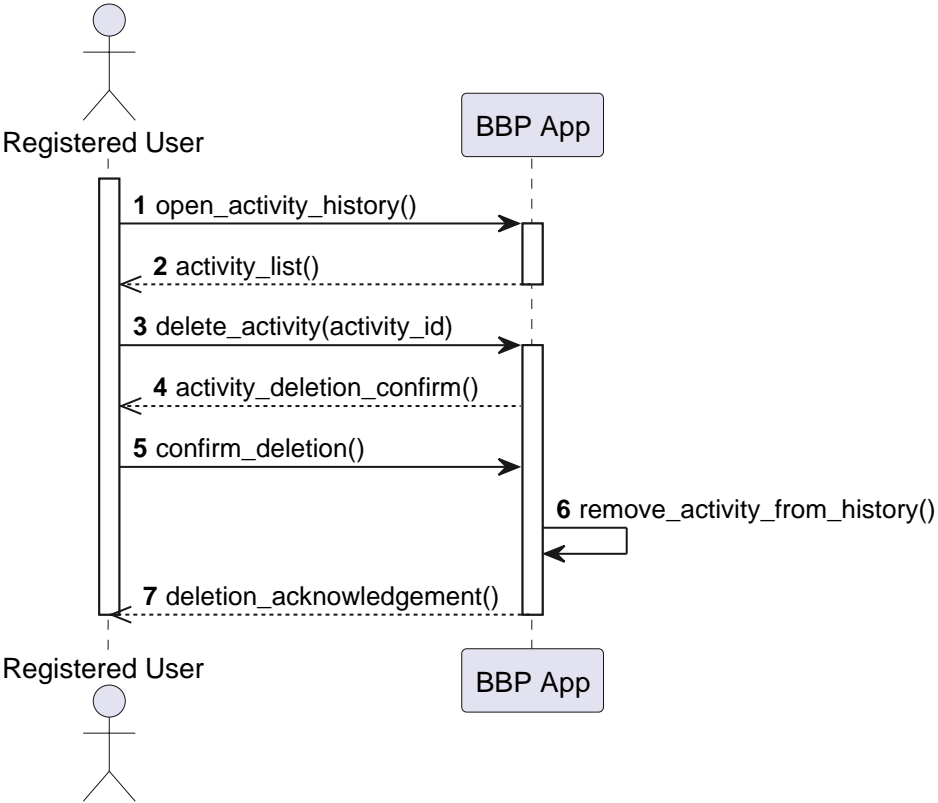 Registered User
BBP App
1 open_activity_history()
2 activity_list()
3 delete_activity(activity_id)
4 activity_deletion_confirm()
5 confirm_deletion()
6 remove_activity_from_history()
7 deletion_acknowledgement()
Registered User
BBP App